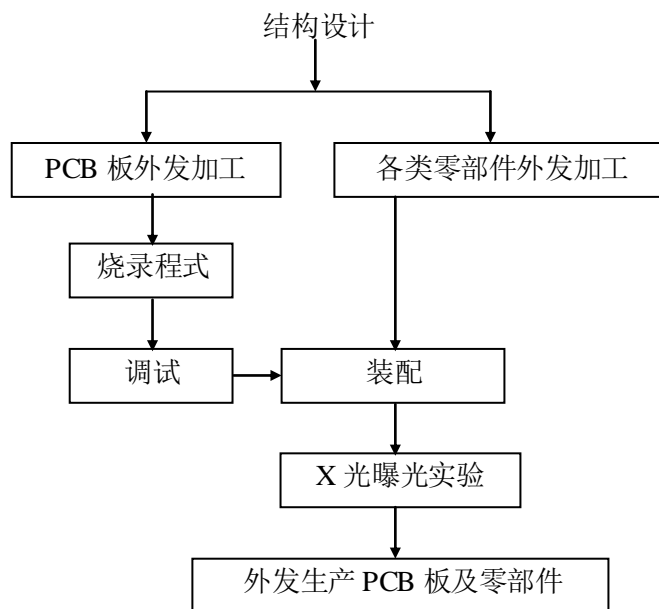 结构设计
PCB 板外发加工
各类零部件外发加工
烧录程式
调试
装配
X 光曝光实验
外发生产 PCB 板及零部件